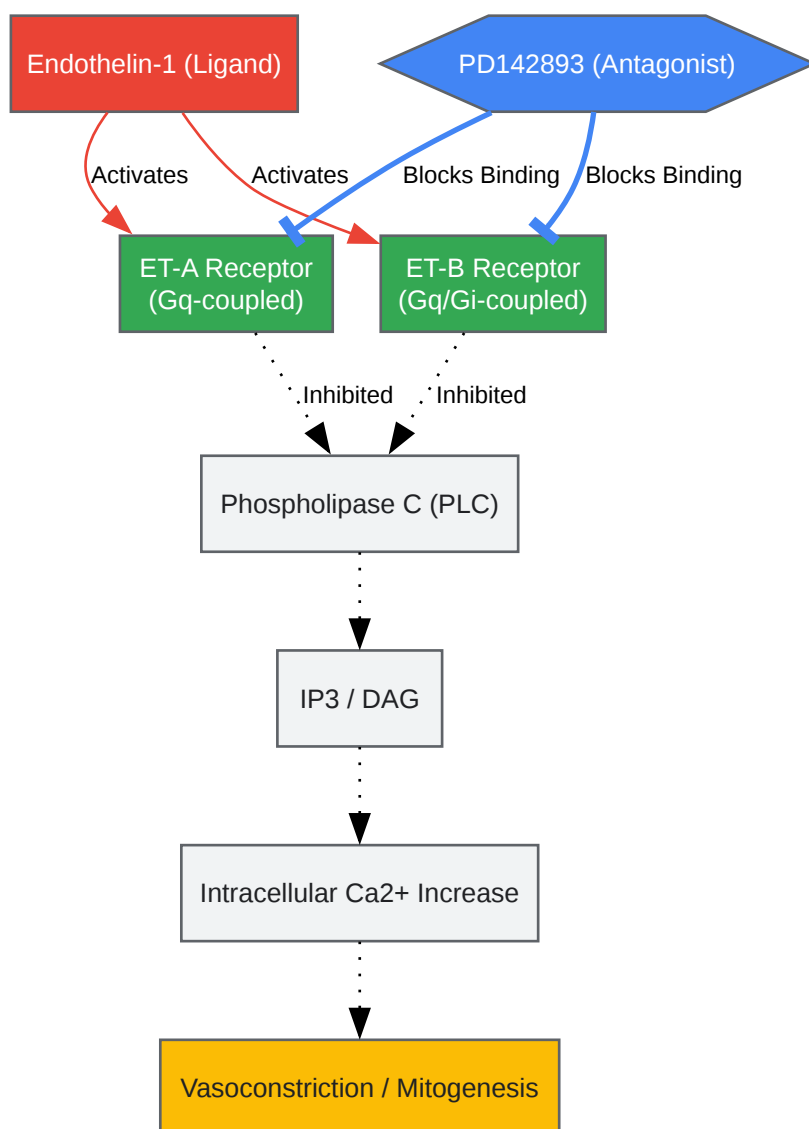 Endothelin-1 (Ligand)
PD142893 (Antagonist)
Activates
Activates
Blocks Binding
Blocks Binding
ET-A Receptor
(Gq-coupled)
ET-B Receptor
(Gq/Gi-coupled)
Inhibited
Inhibited
Phospholipase C (PLC)
IP3 / DAG
Intracellular Ca2+ Increase
Vasoconstriction / Mitogenesis